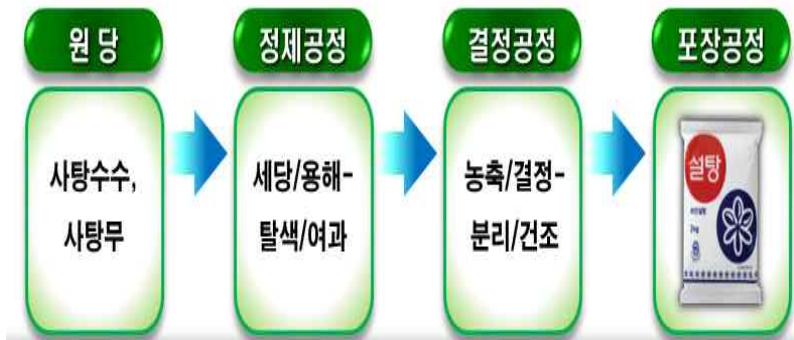 원당
사탕수수,
사탕무
정제공정
세당/용해-
탈색/여과
결정공정
농축/결정-
분리/건조
포장공정
설탕